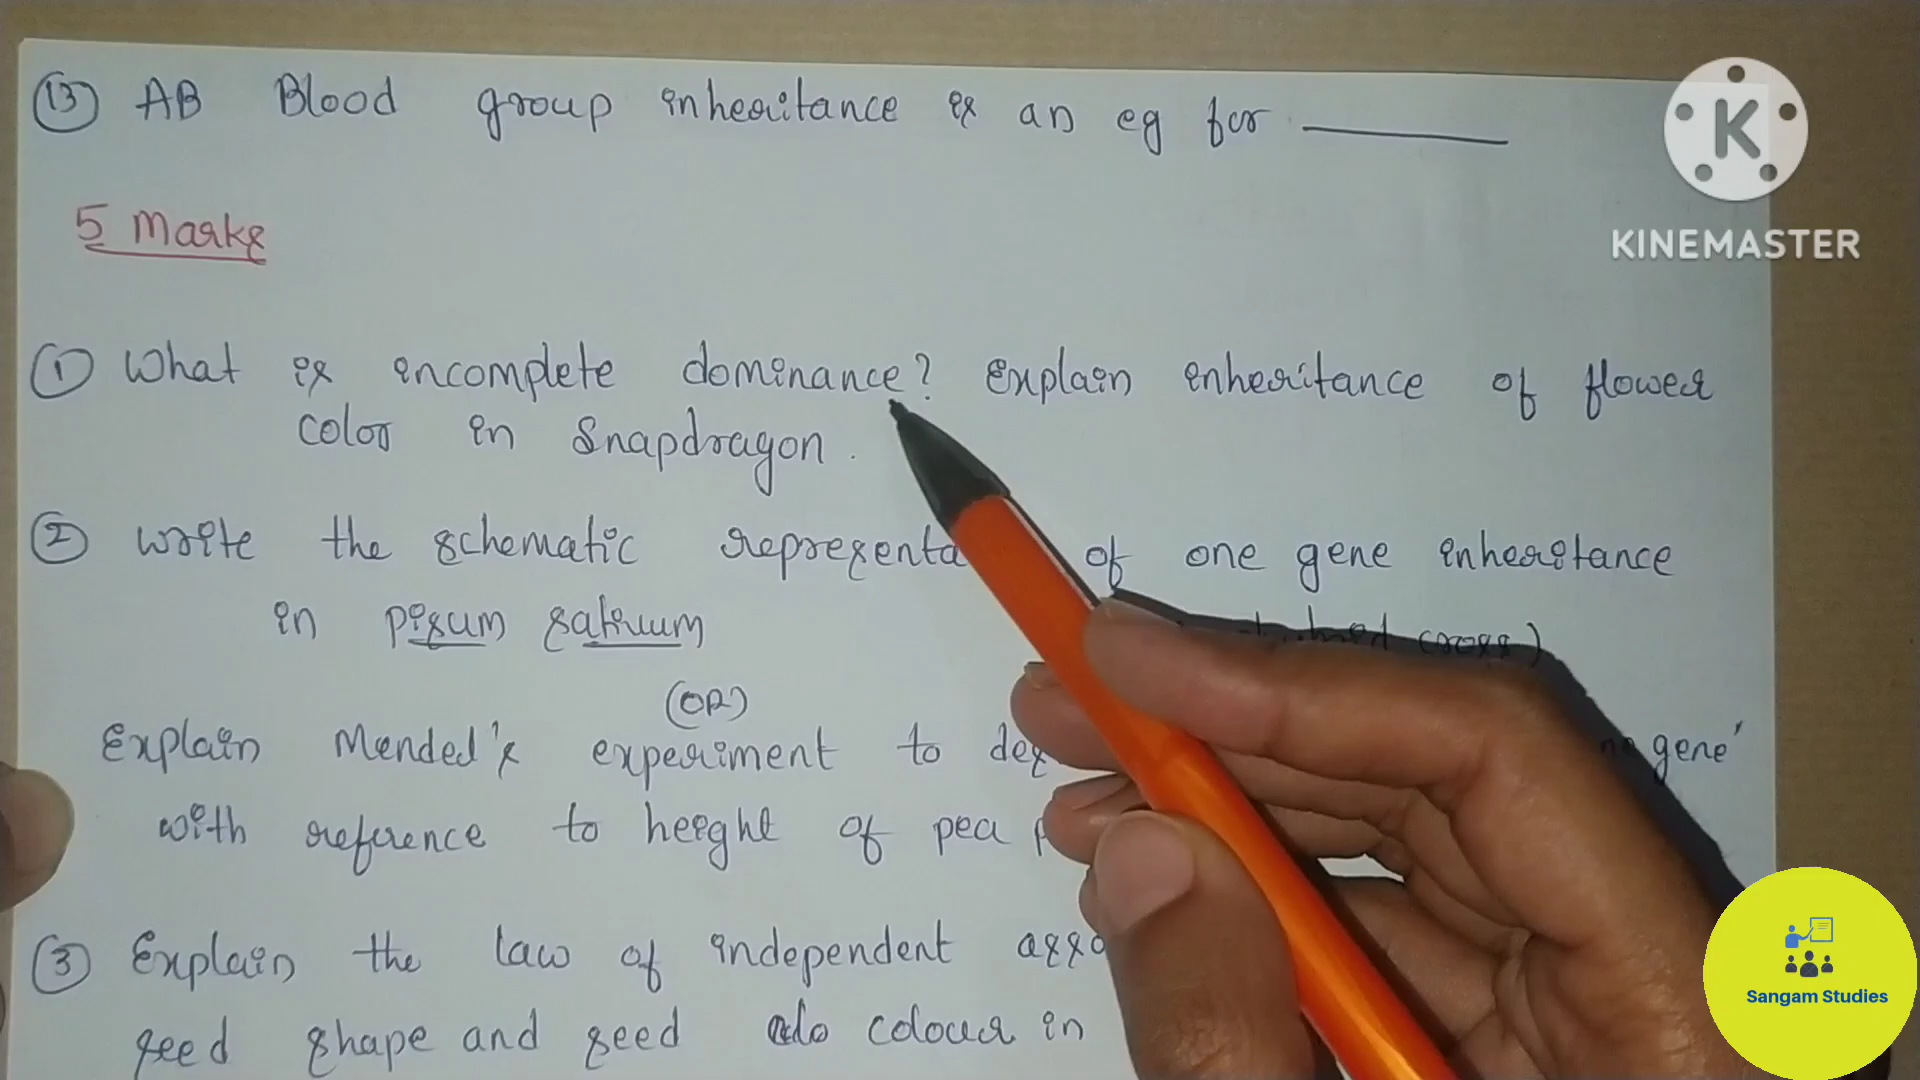 (13) AB Blood group inheritance is an eg for ______
5 Marks
(1) What is incomplete dominance? Explain inheritance of flower
color in Snapdragon.
(2) Write the schematic of one gene inheritance
in pisum sativum cross)
(OR)
Explain Mendel's experiment to gene'
with reference to height of pea
(3) Explain the law of independent
seed shape and seed colour in
KINEMASTER
Sangam Studies